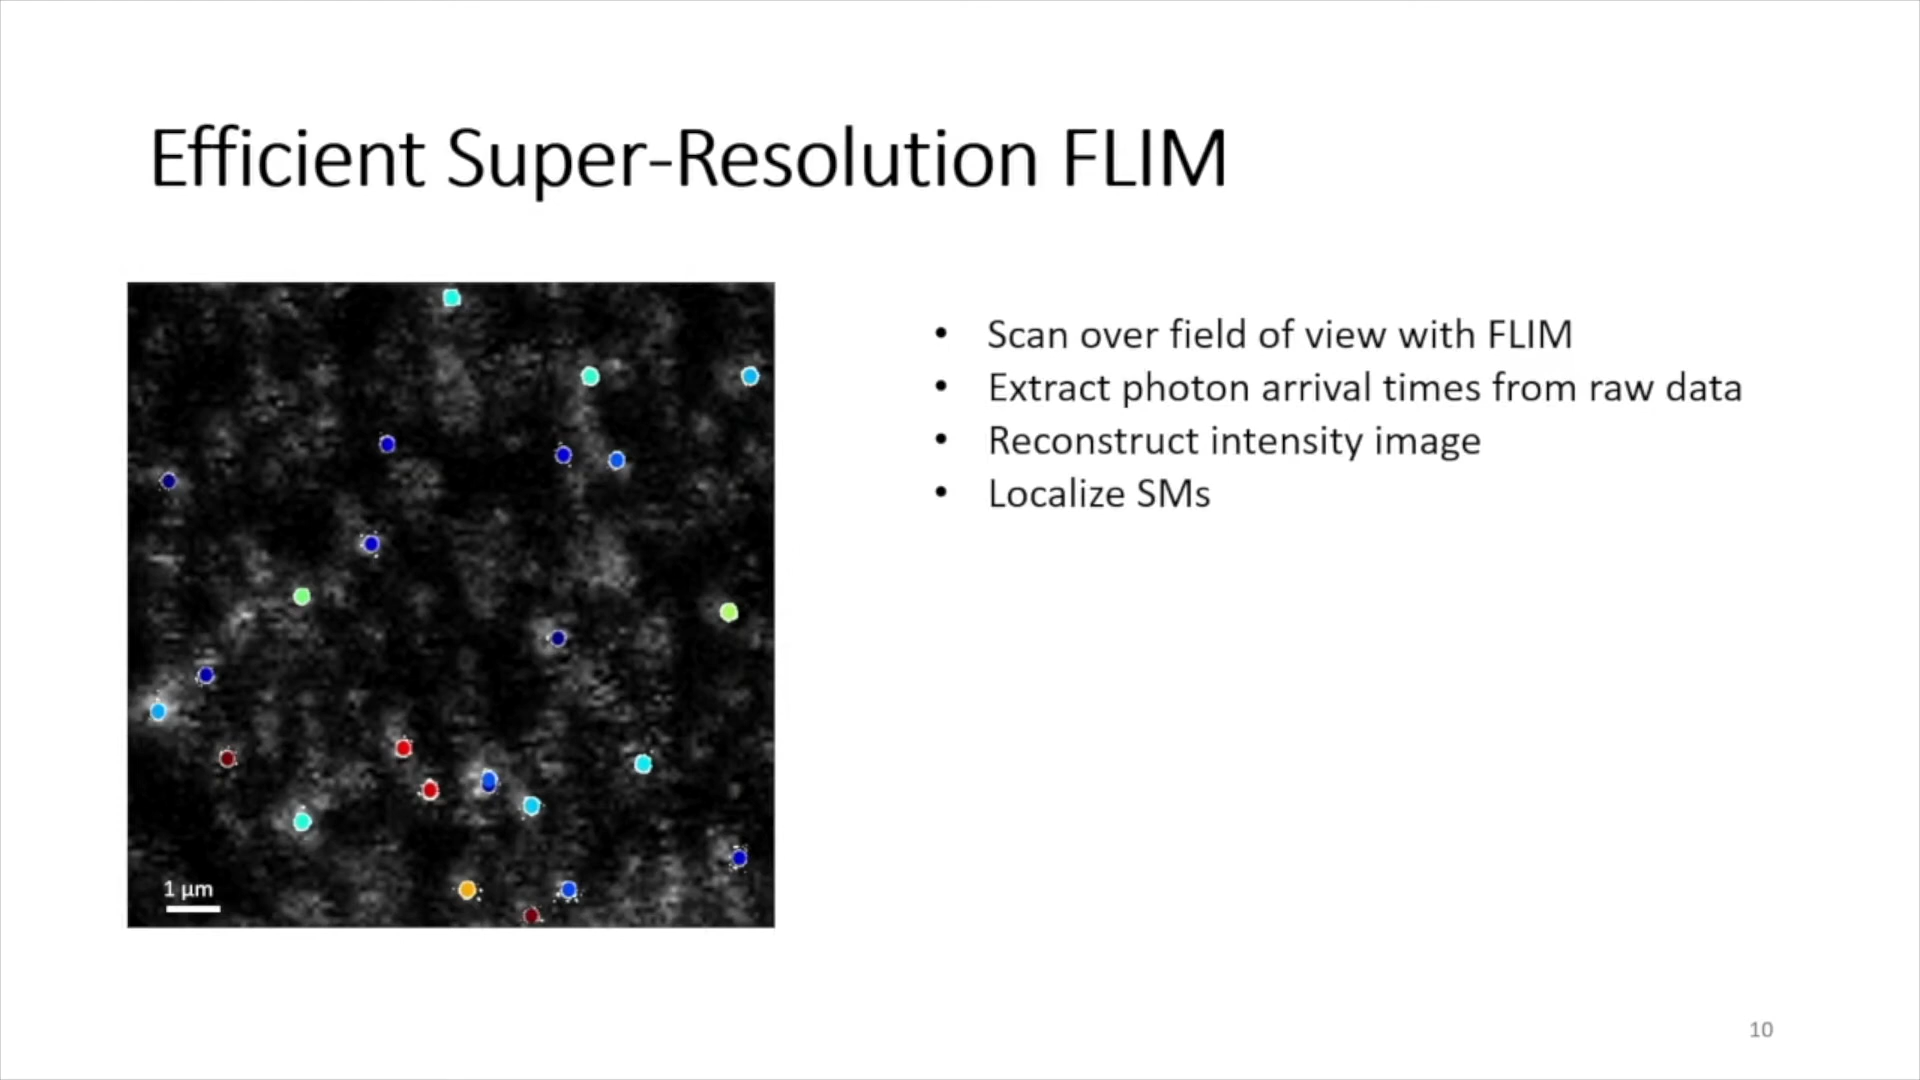 Efficient Super-Resolution FLIM
• Scan over field of view with FLIM
• Extract photon arrival times from raw data
• Reconstruct intensity image
• Localize SMs
1 μm
10